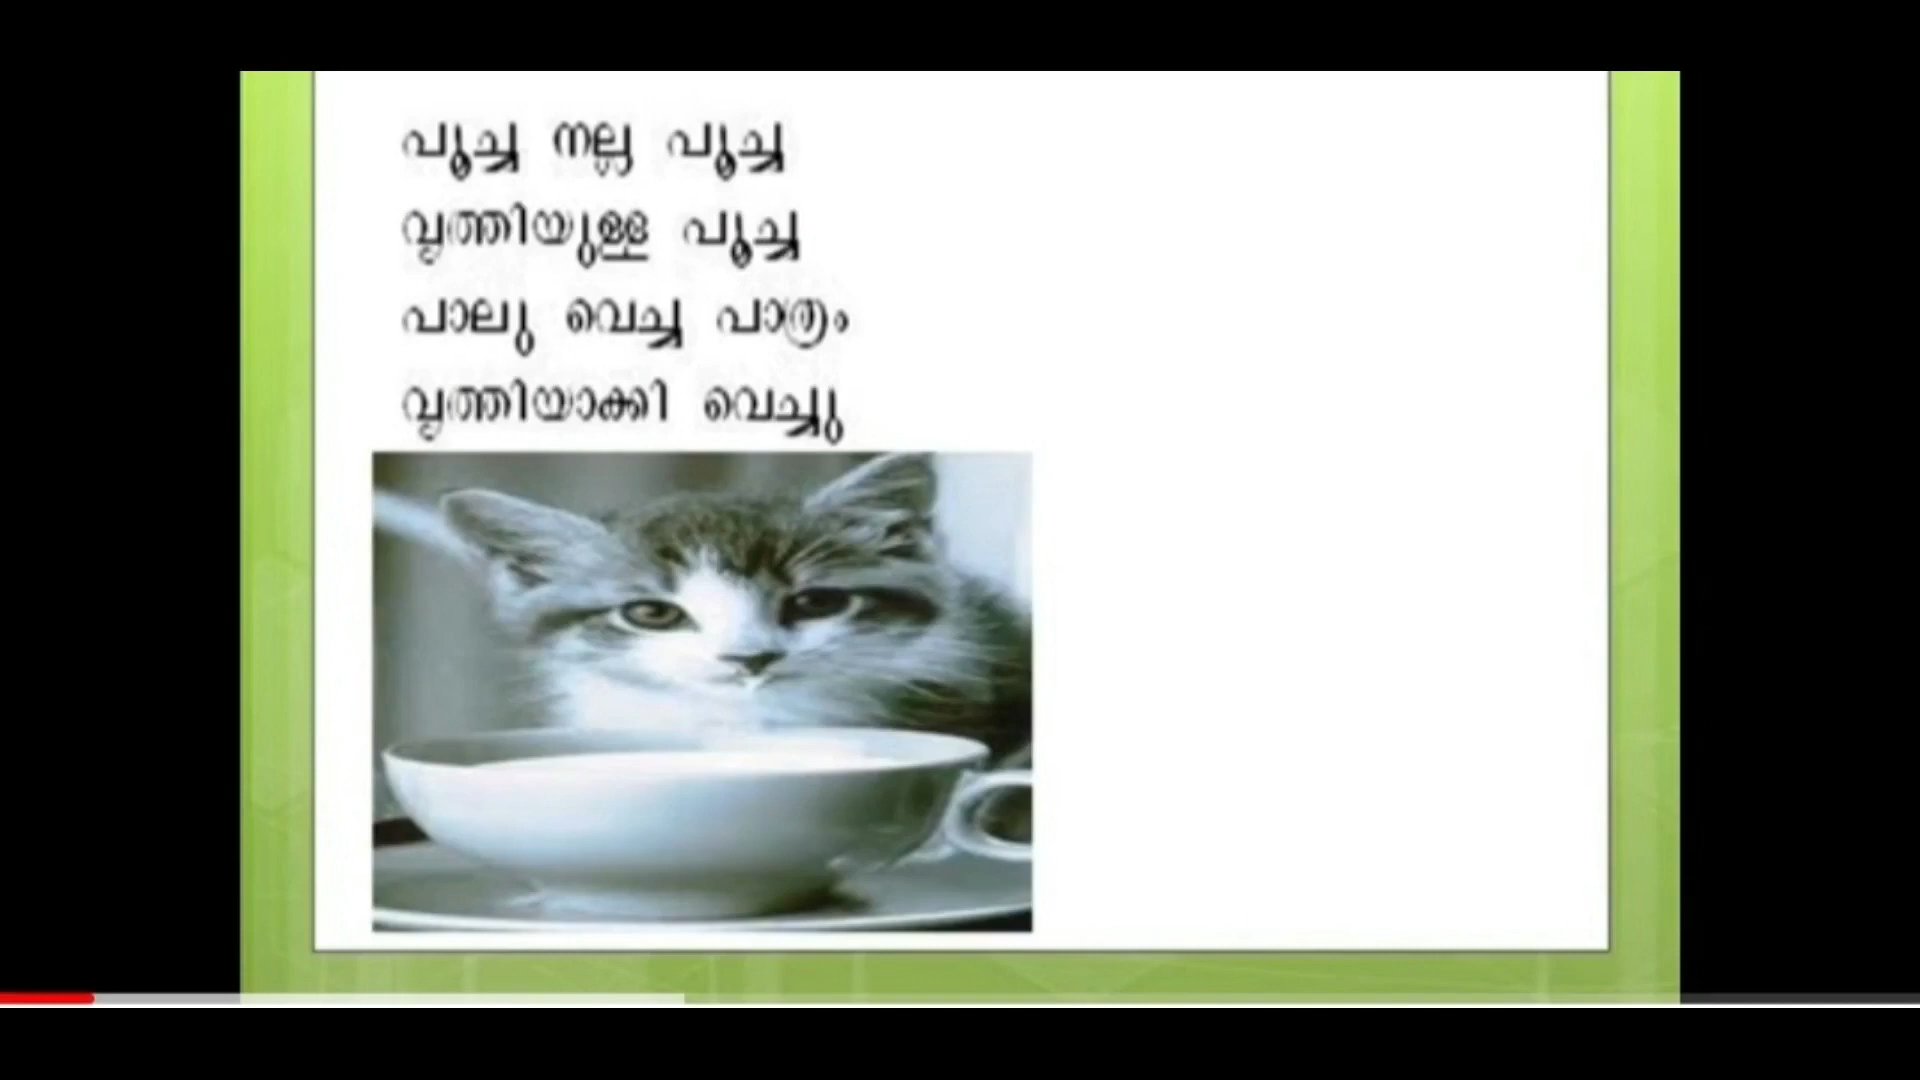 പൂച്ച നല്ല പൂച്ച
വൃത്തിയുള്ള പൂച്ച
പാലു വെച്ച പാത്രം
വൃത്തിയാക്കി വെച്ചു